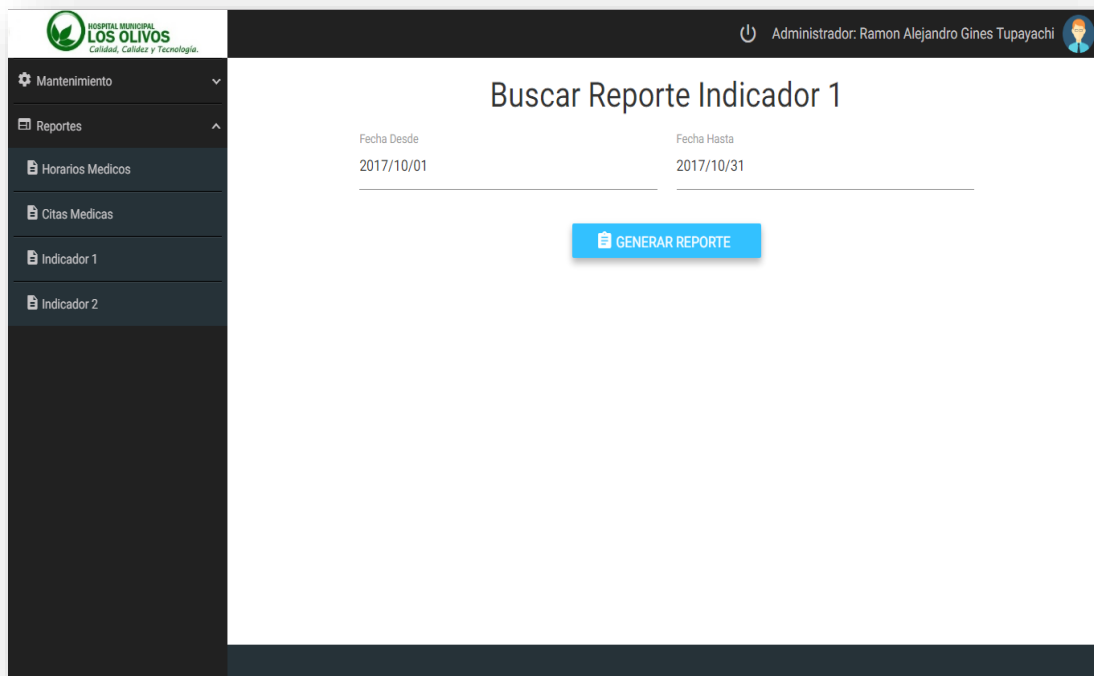 HOSPITAL MUNICIPAL
LOS OLIVOS
Calidad, Calidez y Tecnología.
Administrador: Ramon Alejandro Gines Tupayachi
Mantenimiento
Reportes
Horarios Medicos
Citas Medicas
Indicador 1
Indicador 2
Buscar Reporte Indicador 1
Fecha Desde
2017/10/01
Fecha Hasta
2017/10/31
GENERAR REPORTE